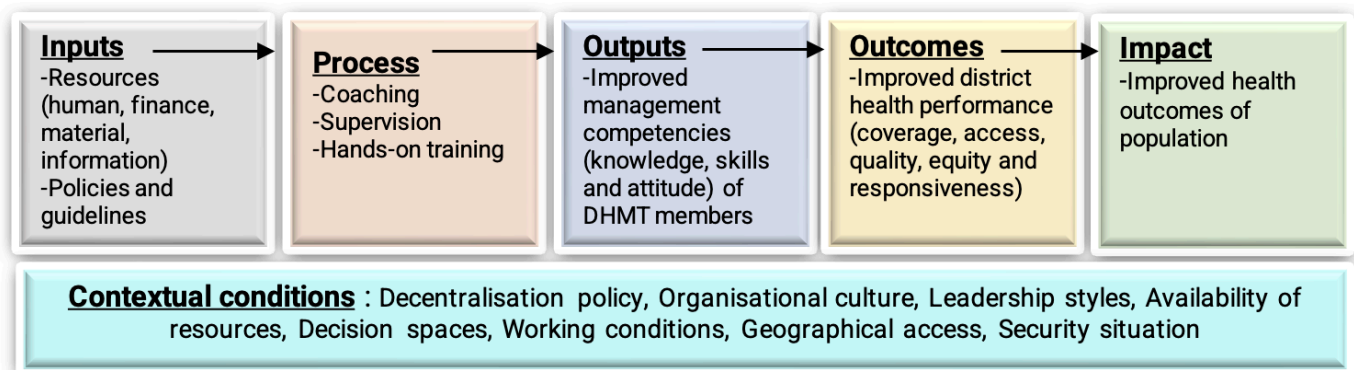 Inputs
-Resources
(human, finance,
material,
information)
-Policies and
guidelines
Process
-Coaching
-Supervision
-Hands-on training
Outputs
-Improved
management
competencies
(knowledge, skills
and attitude) of
DHMT members
Outcomes
-Improved district
health performance
(coverage, access,
quality, equity and
responsiveness)
Impact
-Improved health
outcomes of
population
Contextual conditions : Decentralisation policy, Organisational culture, Leadership styles, Availability of
resources, Decision spaces, Working conditions, Geographical access, Security situation